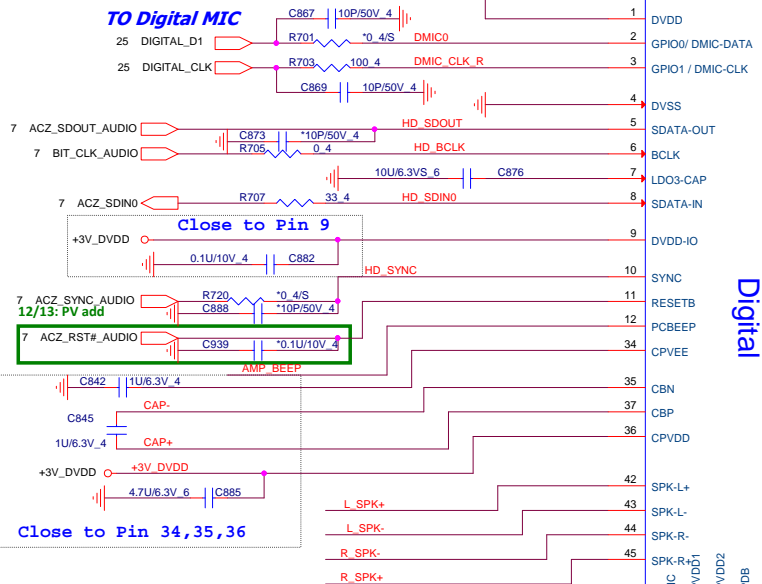 TO Digital MIC
C867 10P/50V_4
1 DVDD
25 DIGITAL_D1 R701 *0_4/S DMIC0 2 GPIO0/ DMIC-DATA
25 DIGITAL_CLK R703 100_4 DMIC_CLK_R 3 GPIO1 / DMIC-CLK
C869 10P/50V_4
4 DVSS
7 ACZ_SDOUT_AUDIO HD_SDOUT 5 SDATA-OUT
C873 *10P/50V_4
7 BIT_CLK_AUDIO R705 0_4 HD_BCLK 6 BCLK
10U/6.3VS_6 C876 7 LDO3-CAP
7 ACZ_SDIN0 R707 33_4 HD_SDIN0 8 SDATA-IN
Close to Pin 9
+3V_DVDD 9 DVDD-IO
0.1U/10V_4 C882
HD_SYNC 10 SYNC
7 ACZ_SYNC_AUDIO R720 *0_4/S 11 RESETB
12/13: PV add C888 *10P/50V_4
12 PCBEEP
7 ACZ_RST#_AUDIO
C939 *0.1U/10V_4 34 CPVEE
AMP_BEEP
C842 1U/6.3V_4 35 CBN
CAP- 37 CBP
C845
1U/6.3V_4 CAP+ 36 CPVDD
+3V_DVDD +3V_DVDD
42 SPK-L+
4.7U/6.3V_6 C885
L_SPK+ 43 SPK-L-
Close to Pin 34,35,36
L_SPK- 44 SPK-R-
R_SPK- 45 SPK-R+
R_SPK+
Digital
VDD1
VDD2